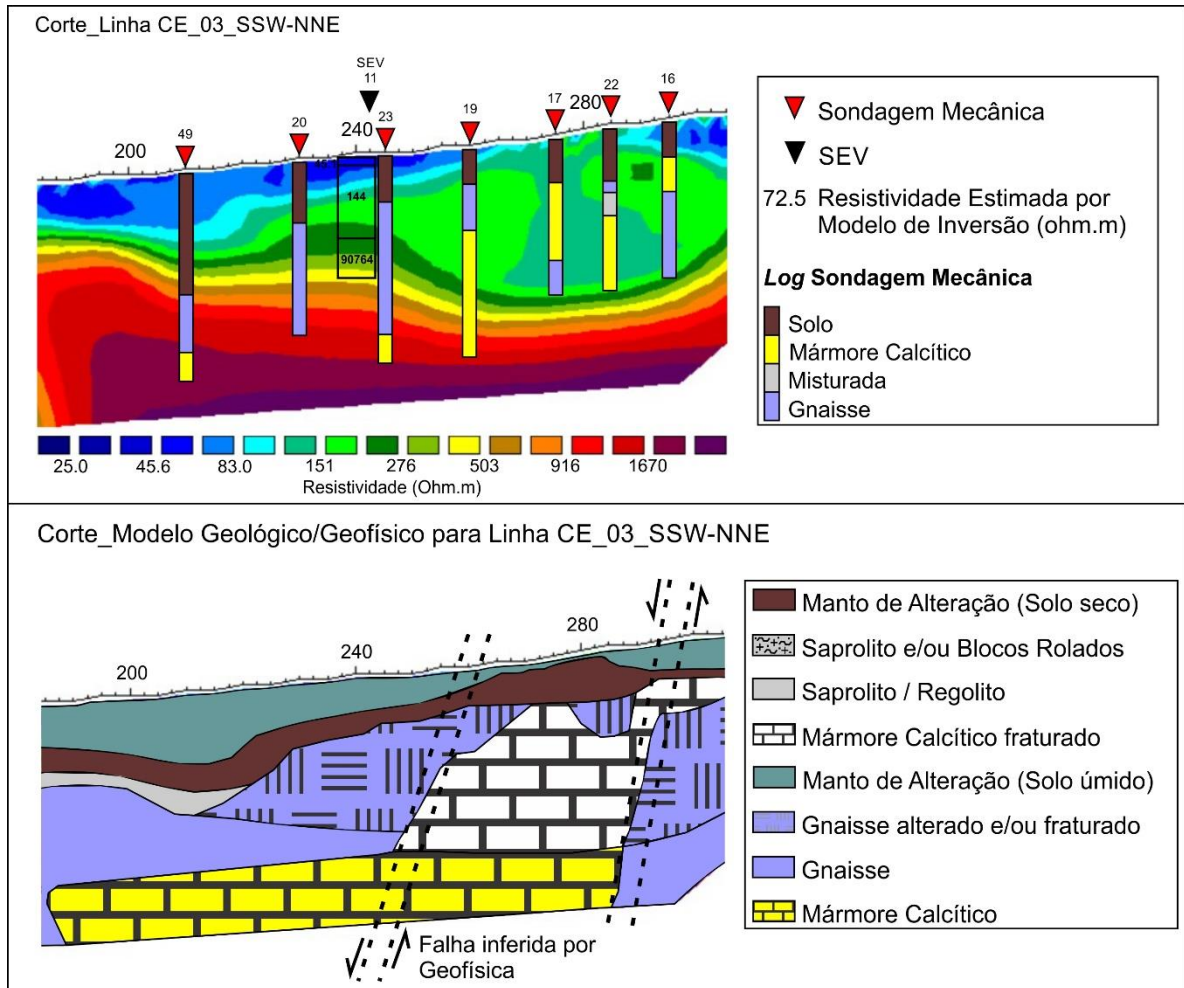 Corte_Linha CE_03_SSW-NNE
SEV
11
49
20
23
19
17
22
16
200
240
280
144
90764
25.0 45.6 83.0 151 276 503 916 1670
Resistividade (Ohm.m)
Sondagem Mecânica
SEV
72.5 Resistividade Estimada por
Modelo de Inversão (ohm.m)
Log Sondagem Mecânica
Solo
Mármore Calcítico
Misturada
Gnaisse
Corte_Modelo Geológico/Geofísico para Linha CE_03_SSW-NNE
200
240
280
Falha inferida por
Geofísica
Manto de Alteração (Solo seco)
Saprolito e/ou Blocos Rolados
Saprolito / Regolito
Mármore Calcítico fraturado
Manto de Alteração (Solo úmido)
Gnaisse alterado e/ou fraturado
Gnaisse
Mármore Calcítico